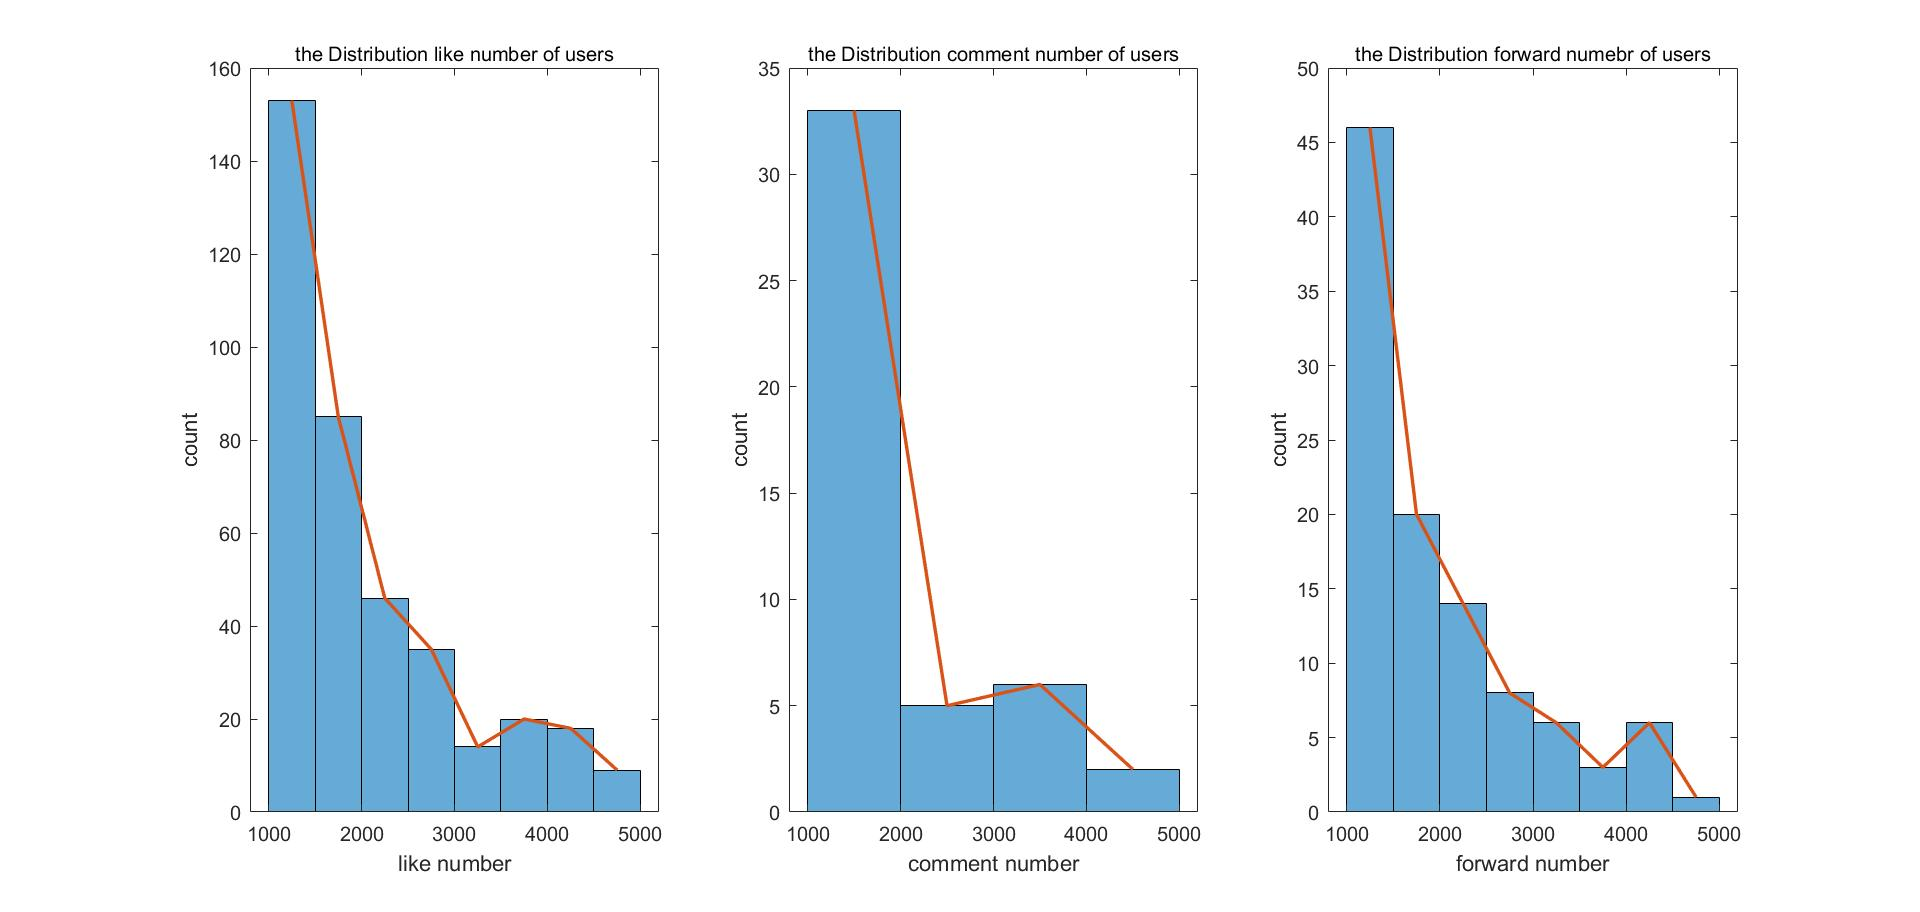 the Distribution like number of users
160
140
120
100
80
60
40
20
0
count
1000 2000 3000 4000 5000
like number
the Distribution comment number of users
35
30
25
20
15
10
5
0
count
1000 2000 3000 4000 5000
comment number
the Distribution forward numebr of users
50
45
40
35
30
25
20
15
10
5
0
count
1000 2000 3000 4000 5000
forward number